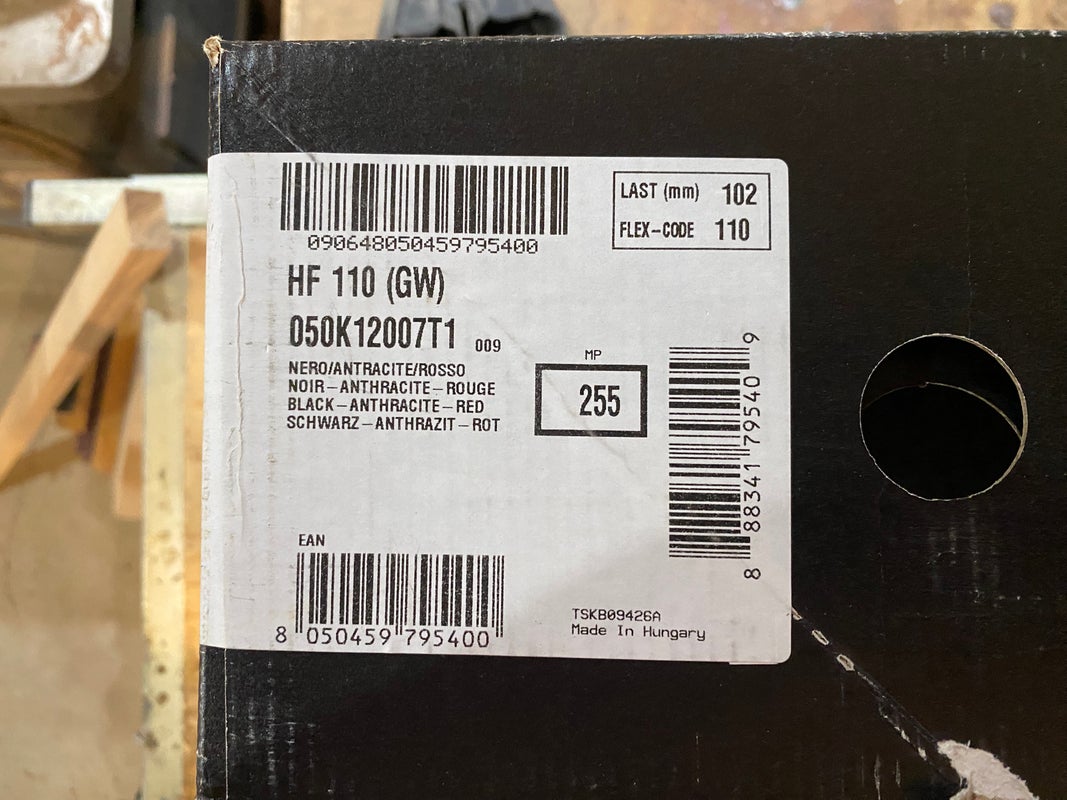 090648050459795400
LAST (mm) 102
FLEX-CODE 110
HF 110 (GW)
050K12007T1 009
NERO/ANTRACITE/ROSSO
NOIR-ANTHRACITE-ROUGE
BLACK-ANTHRACITE-RED
SCHWARZ-ANTHRAZIT-ROT
MP
255
8 88341 79540 9
EAN
8 050459 795400
TSKB09426A
Made In Hungary